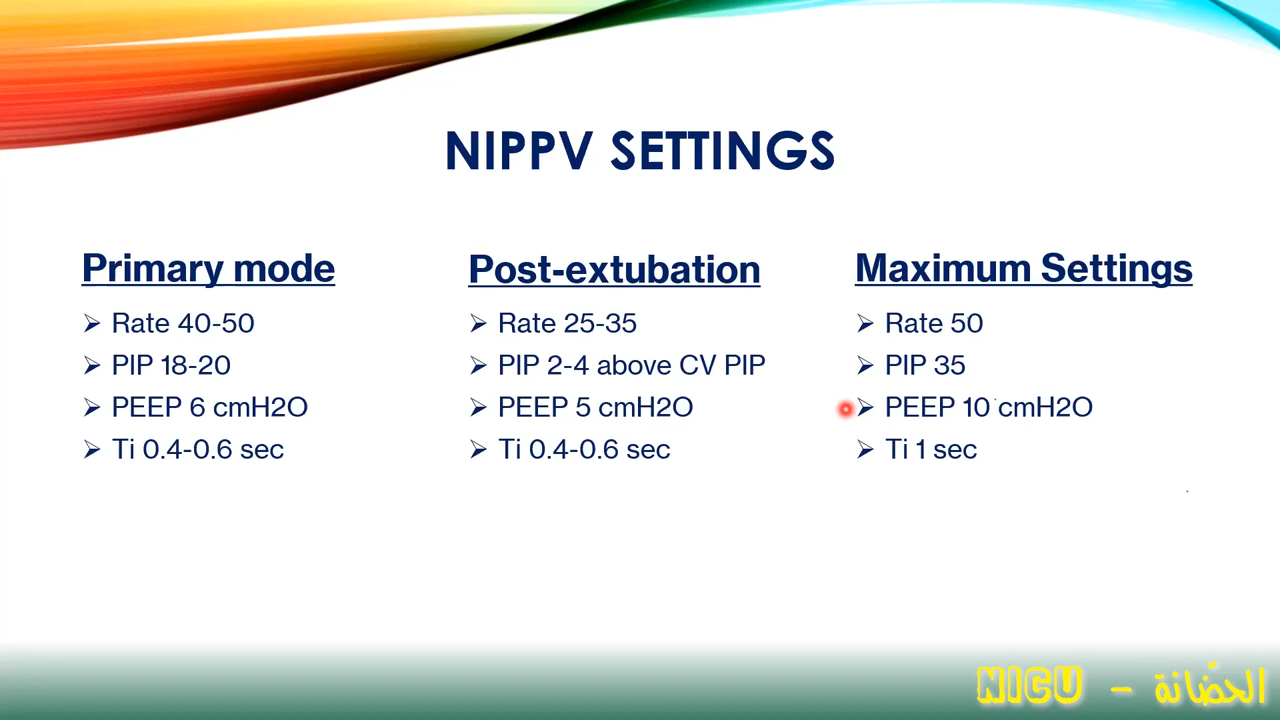 NIPPV SETTINGS
Primary mode
➢ Rate 40-50
➢ PIP 18-20
➢ PEEP 6 cmH2O
➢ Ti 0.4-0.6 sec
Post-extubation
➢ Rate 25-35
➢ PIP 2-4 above CV PIP
➢ PEEP 5 cmH2O
➢ Ti 0.4-0.6 sec
Maximum Settings
➢ Rate 50
➢ PIP 35
➢ PEEP 10 cmH2O
➢ Ti 1 sec
NICU - الحضّانة